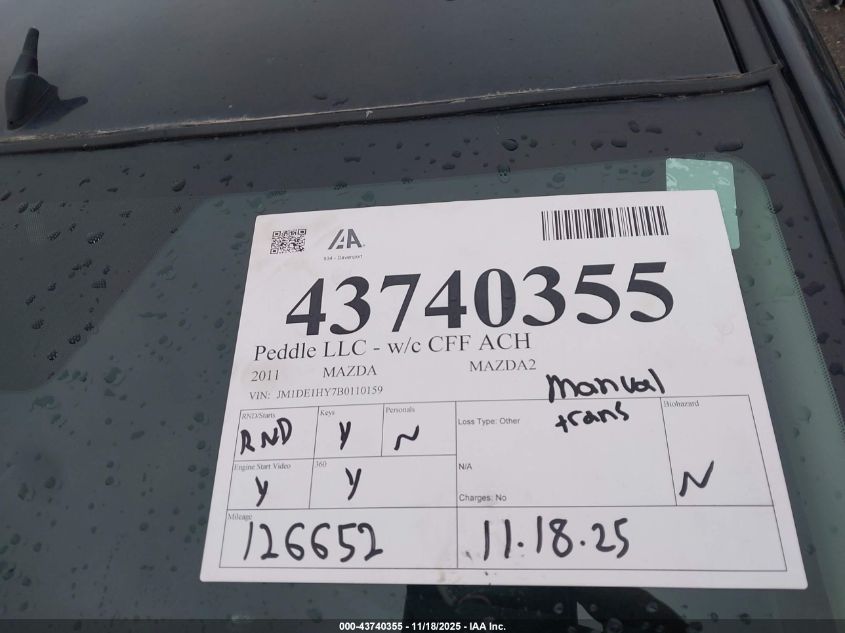 IAA
934 - Davenport
43740355
Peddle LLC - w/c CFF ACH
2011 MAZDA MAZDA2
VIN: JM1DE1HY7B0110159
Manual
trans
RND/Starts Keys Personals Loss Type: Other Biohazard
RND y N
Engine Start Video 360 N/A
y y N
Charges: No
Mileage
126652 11.18.25
000-43740355 - 11/18/2025 - IAA Inc.